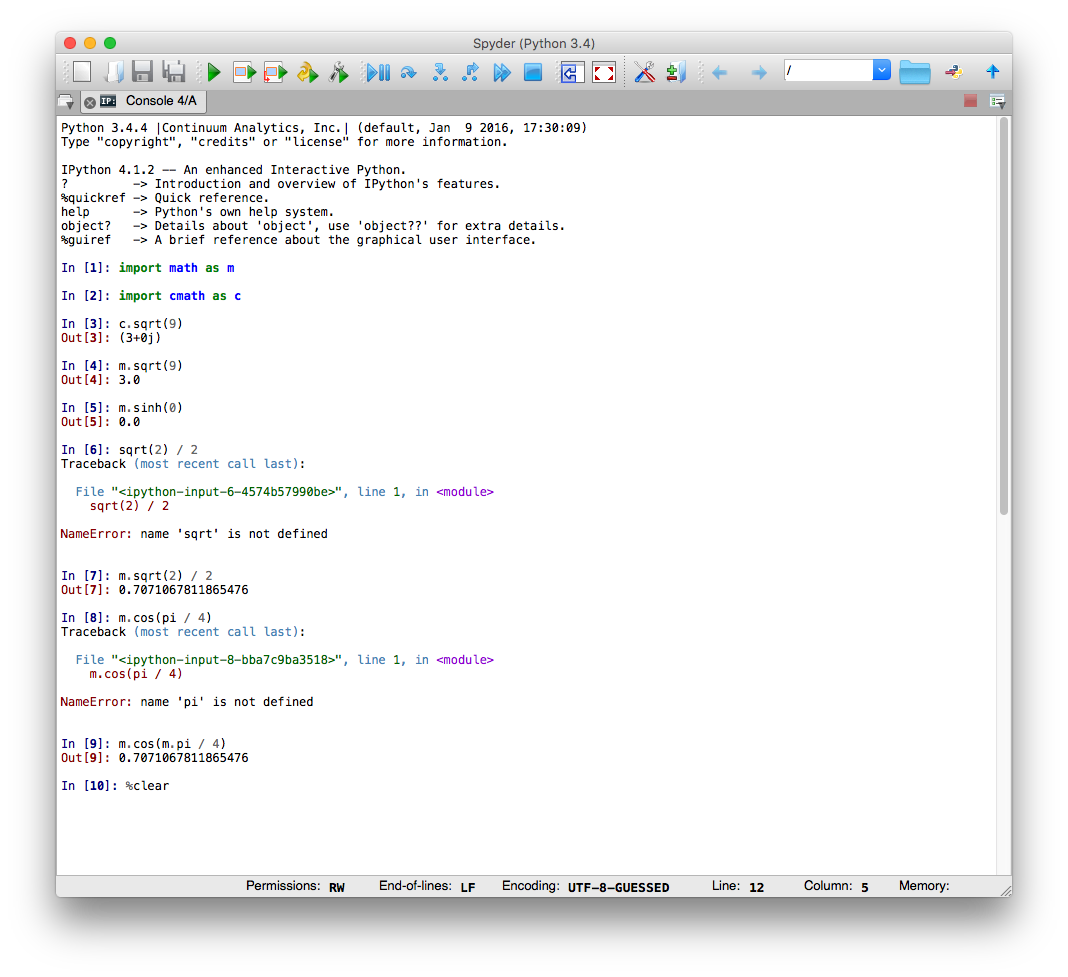 Spyder (Python 3.4)
/
IP: Console 4/A
Python 3.4.4 |Continuum Analytics, Inc.| (default, Jan  9 2016, 17:30:09)
Type "copyright", "credits" or "license" for more information.
IPython 4.1.2 -- An enhanced Interactive Python.
?         -> Introduction and overview of IPython's features.
%quickref -> Quick reference.
help      -> Python's own help system.
object?   -> Details about 'object', use 'object??' for extra details.
%guiref   -> A brief reference about the graphical user interface.
In [1]: import math as m
In [2]: import cmath as c
In [3]: c.sqrt(9)
Out[3]: (3+0j)
In [4]: m.sqrt(9)
Out[4]: 3.0
In [5]: m.sinh(0)
Out[5]: 0.0
In [6]: sqrt(2) / 2
Traceback (most recent call last):
  File "<ipython-input-6-4574b57990be>", line 1, in <module>
    sqrt(2) / 2
NameError: name 'sqrt' is not defined
In [7]: m.sqrt(2) / 2
Out[7]: 0.7071067811865476
In [8]: m.cos(pi / 4)
Traceback (most recent call last):
  File "<ipython-input-8-bba7c9ba3518>", line 1, in <module>
    m.cos(pi / 4)
NameError: name 'pi' is not defined
In [9]: m.cos(m.pi / 4)
Out[9]: 0.7071067811865476
In [10]: %clear
Permissions: RW End-of-lines: LF Encoding: UTF-8-GUESSED Line: 12 Column: 5 Memory: